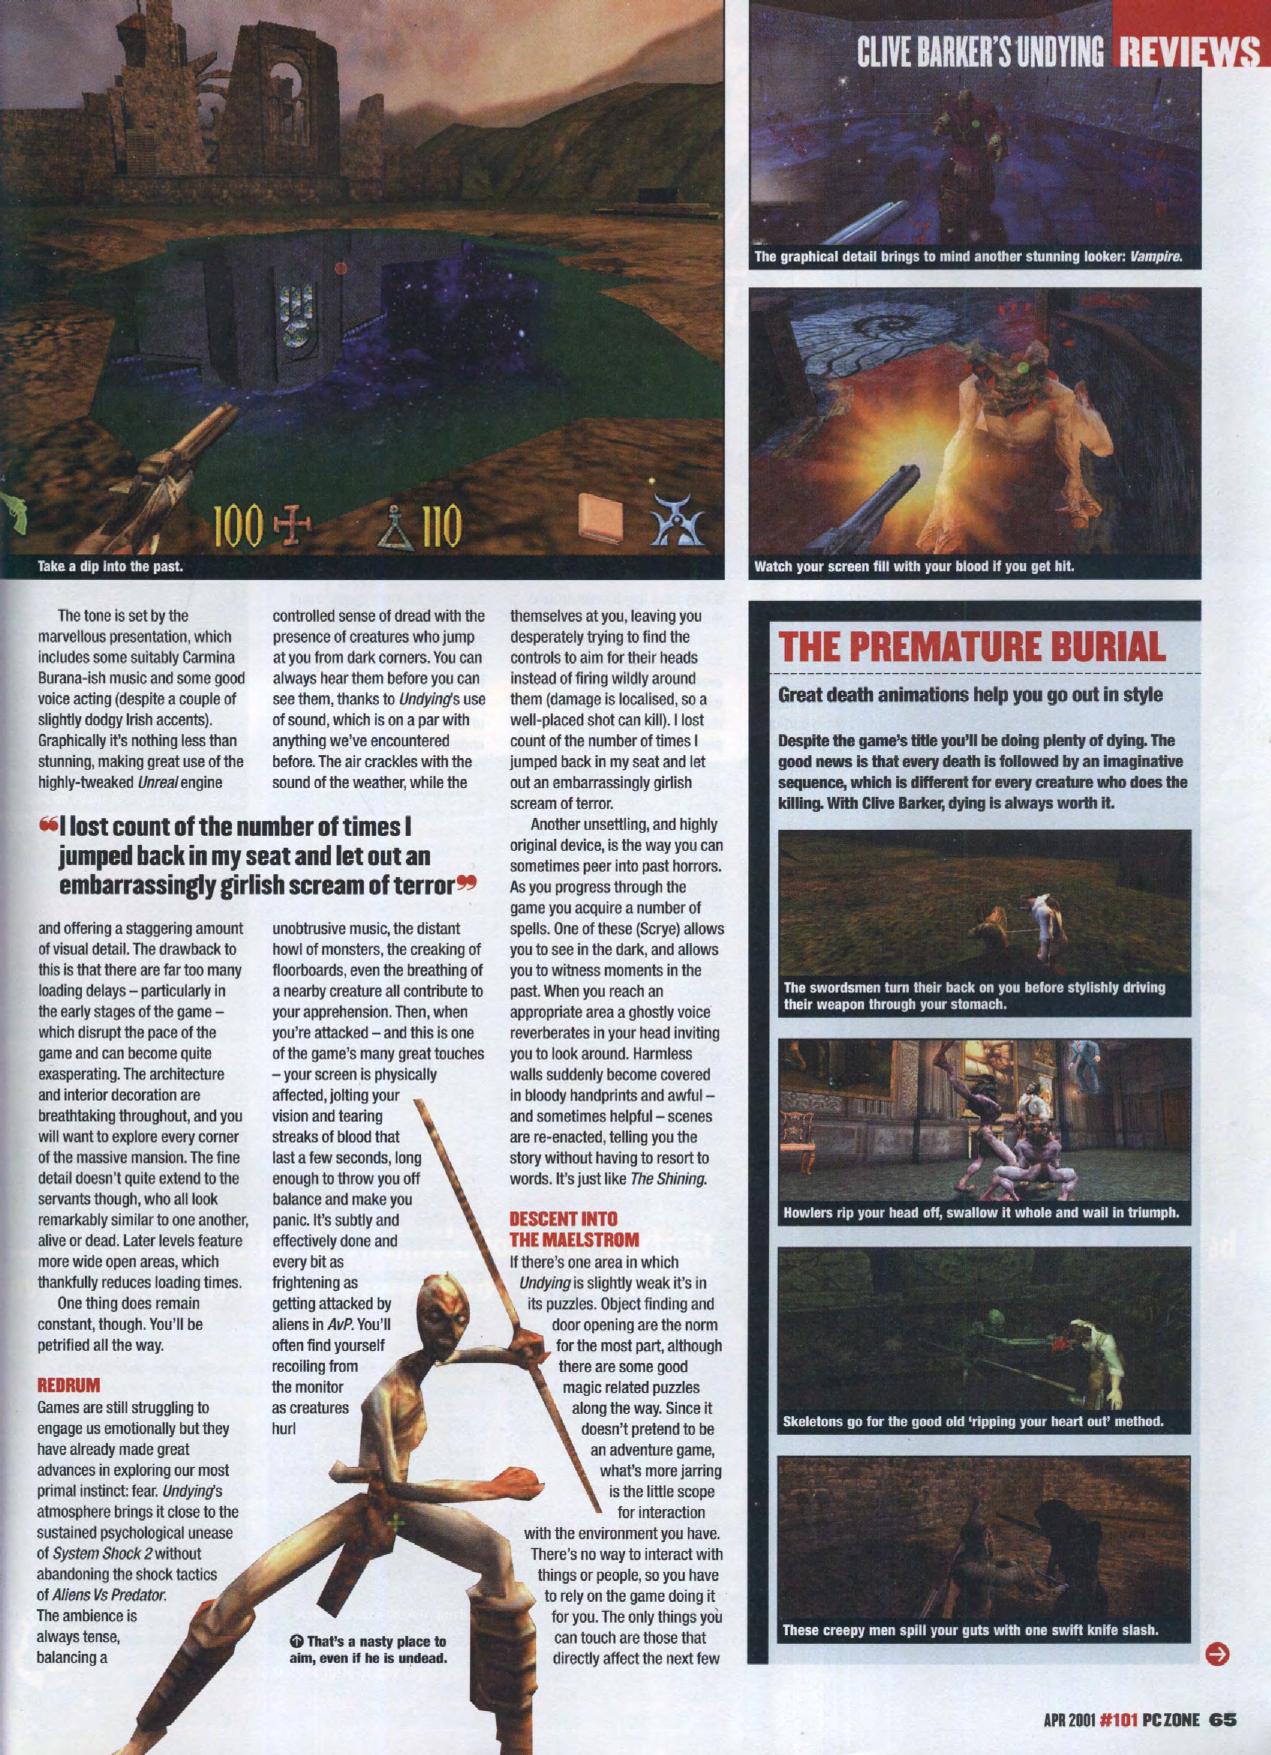 CLIVE BARKER'S UNDYING REVIEWS
100 110
Take a dip into the past.
The graphical detail brings to mind another stunning looker: Vampire.
Watch your screen fill with your blood if you get hit.
The tone is set by the
marvellous presentation, which
includes some suitably Carmina
Burana-ish music and some good
voice acting (despite a couple of
slightly dodgy Irish accents).
Graphically it's nothing less than
stunning, making great use of the
highly-tweaked Unreal engine
“I lost count of the number of times I
jumped back in my seat and let out an
embarrassingly girlish scream of terror”
and offering a staggering amount
of visual detail. The drawback to
this is that there are far too many
loading delays – particularly in
the early stages of the game –
which disrupt the pace of the
game and can become quite
exasperating. The architecture
and interior decoration are
breathtaking throughout, and you
will want to explore every corner
of the massive mansion. The fine
detail doesn't quite extend to the
servants though, who all look
remarkably similar to one another,
alive or dead. Later levels feature
more wide open areas, which
thankfully reduces loading times.
One thing does remain
constant, though. You'll be
petrified all the way.
REDRUM
Games are still struggling to
engage us emotionally but they
have already made great
advances in exploring our most
primal instinct: fear. Undying's
atmosphere brings it close to the
sustained psychological unease
of System Shock 2 without
abandoning the shock tactics
of Aliens Vs Predator.
The ambience is
always tense,
balancing a
controlled sense of dread with the
presence of creatures who jump
at you from dark corners. You can
always hear them before you can
see them, thanks to Undying's use
of sound, which is on a par with
anything we've encountered
before. The air crackles with the
sound of the weather, while the
unobtrusive music, the distant
howl of monsters, the creaking of
floorboards, even the breathing of
a nearby creature all contribute to
your apprehension. Then, when
you're attacked – and this is one
of the game's many great touches
– your screen is physically
affected, jolting your
vision and tearing
streaks of blood that
last a few seconds, long
enough to throw you off
balance and make you
panic. It's subtly and
effectively done and
every bit as
frightening as
getting attacked by
aliens in AvP. You'll
often find yourself
recoiling from
the monitor
as creatures
hurl
That's a nasty place to
aim, even if he is undead.
themselves at you, leaving you
desperately trying to find the
controls to aim for their heads
instead of firing wildly around
them (damage is localised, so a
well-placed shot can kill). I lost
count of the number of times I
jumped back in my seat and let
out an embarrassingly girlish
scream of terror.
Another unsettling, and highly
original device, is the way you can
sometimes peer into past horrors.
As you progress through the
game you acquire a number of
spells. One of these (Scrye) allows
you to see in the dark, and allows
you to witness moments in the
past. When you reach an
appropriate area a ghostly voice
reverberates in your head inviting
you to look around. Harmless
walls suddenly become covered
in bloody handprints and awful –
and sometimes helpful – scenes
are re-enacted, telling you the
story without having to resort to
words. It's just like The Shining.
DESCENT INTO
THE MAELSTROM
If there's one area in which
Undying is slightly weak it's in
its puzzles. Object finding and
door opening are the norm
for the most part, although
there are some good
magic related puzzles
along the way. Since it
doesn't pretend to be
an adventure game,
what's more jarring
is the little scope
for interaction
with the environment you have.
There's no way to interact with
things or people, so you have
to rely on the game doing it
for you. The only things you
can touch are those that
directly affect the next few
THE PREMATURE BURIAL
Great death animations help you go out in style
Despite the game's title you'll be doing plenty of dying. The
good news is that every death is followed by an imaginative
sequence, which is different for every creature who does the
killing. With Clive Barker, dying is always worth it.
The swordsmen turn their back on you before stylishly driving
their weapon through your stomach.
Howlers rip your head off, swallow it whole and wail in triumph.
Skeletons go for the good old 'ripping your heart out' method.
These creepy men spill your guts with one swift knife slash.
APR 2001 #101 PC ZONE 65